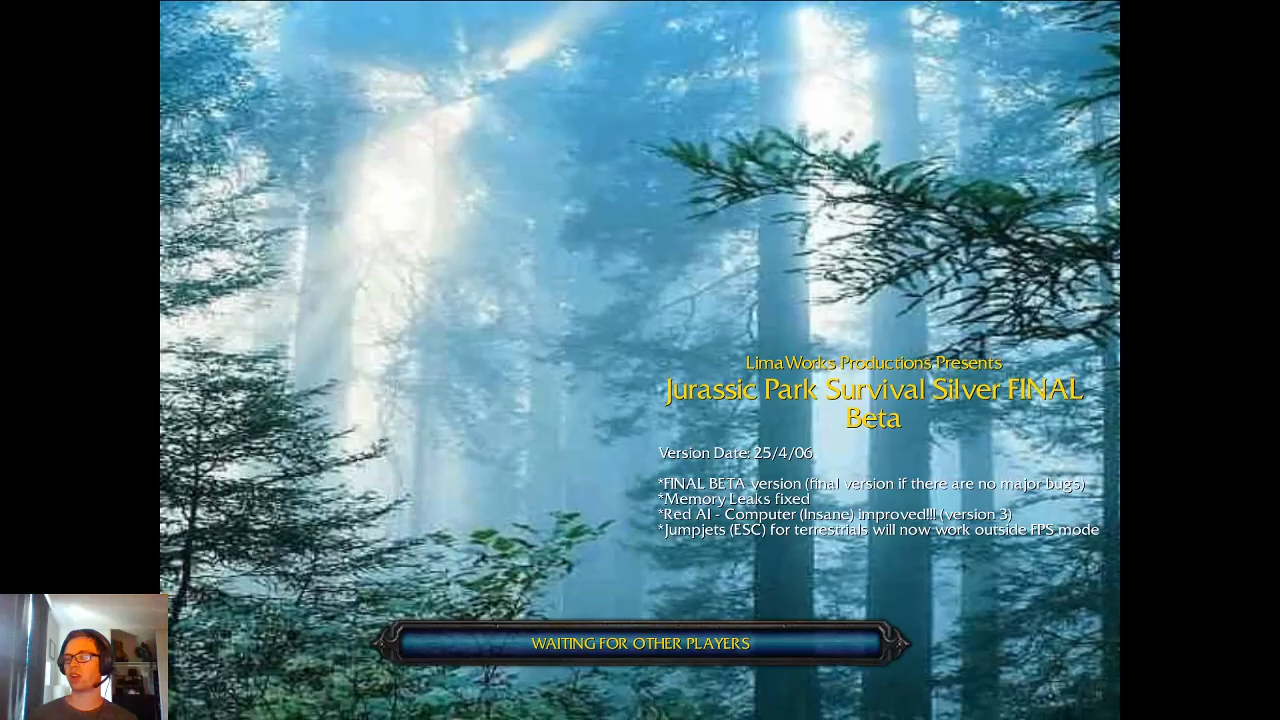 LimaWorks Productions Presents
Jurassic Park Survival Silver FINAL
Beta
Version Date: 25/4/06
*FINAL BETA version (final version if there are no major bugs)
*Memory Leaks fixed
*Red AI - Computer (Insane) improved!!! (version 3)
*Jumpjets (ESC) for terrestrials will now work outside FPS mode
WAITING FOR OTHER PLAYERS